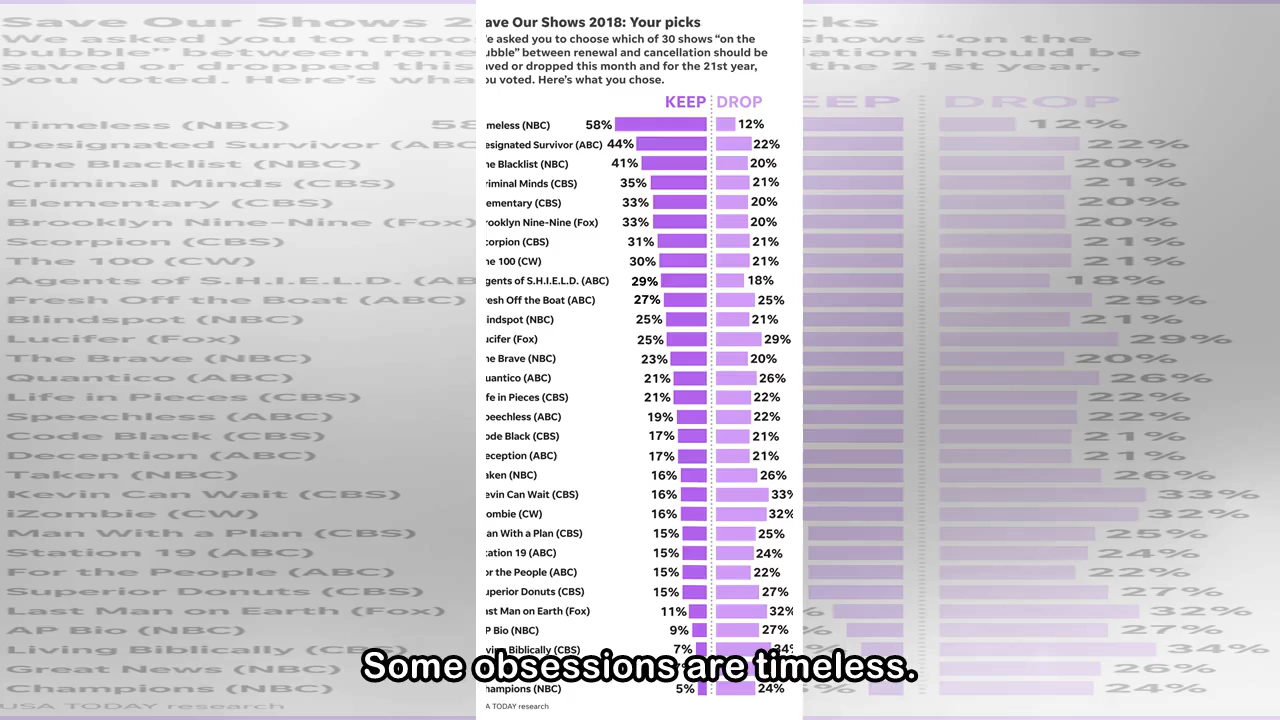 ave Our Shows 2018: Your picks
e asked you to choose which of 30 shows “on the
ubble” between renewal and cancellation should be
aved or dropped this month and for the 21st year,
ou voted. Here’s what you chose.
KEEP DROP
meless (NBC) 58% 12%
esignated Survivor (ABC) 44% 22%
he Blacklist (NBC) 41% 20%
riminal Minds (CBS) 35% 21%
ementary (CBS) 33% 20%
rooklyn Nine-Nine (Fox) 33% 20%
corpion (CBS) 31% 21%
he 100 (CW) 30% 21%
gents of S.H.I.E.L.D. (ABC) 29% 18%
resh Off the Boat (ABC) 27% 25%
indspot (NBC) 25% 21%
ucifer (Fox) 25% 29%
he Brave (NBC) 23% 20%
uantico (ABC) 21% 26%
fe in Pieces (CBS) 21% 22%
peechless (ABC) 19% 22%
ode Black (CBS) 17% 21%
eception (ABC) 17% 21%
aken (NBC) 16% 26%
evin Can Wait (CBS) 16% 33%
ombie (CW) 16% 32%
an With a Plan (CBS) 15% 25%
tation 19 (ABC) 15% 24%
or the People (ABC) 15% 22%
uperior Donuts (CBS) 15% 27%
ast Man on Earth (Fox) 11% 32%
P Bio (NBC) 9% 27%
ving Biblically (CBS) 7% 34%
Some obsessions are timeless.
hampions (NBC) 5% 24%
SA TODAY research